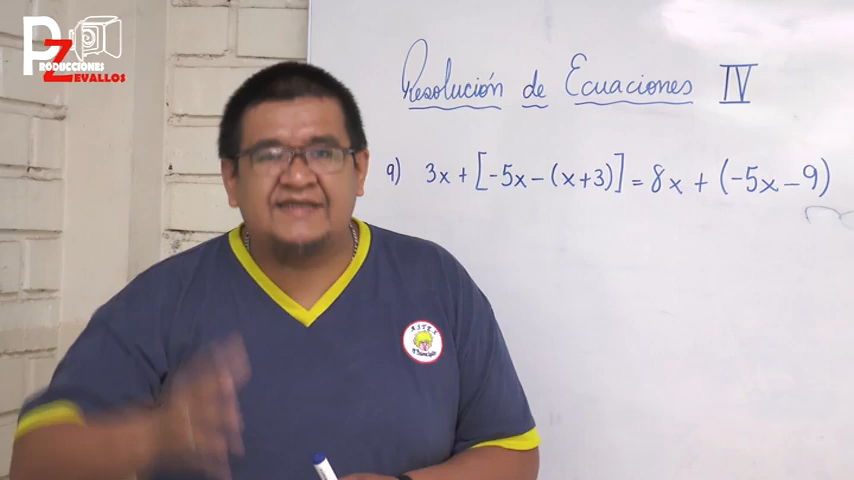 PRODUCCIONES
ZEVALLOS
Resolución de Ecuaciones IV
9) 3x + [-5x - (x+3)] = 8x + (-5x - 9)